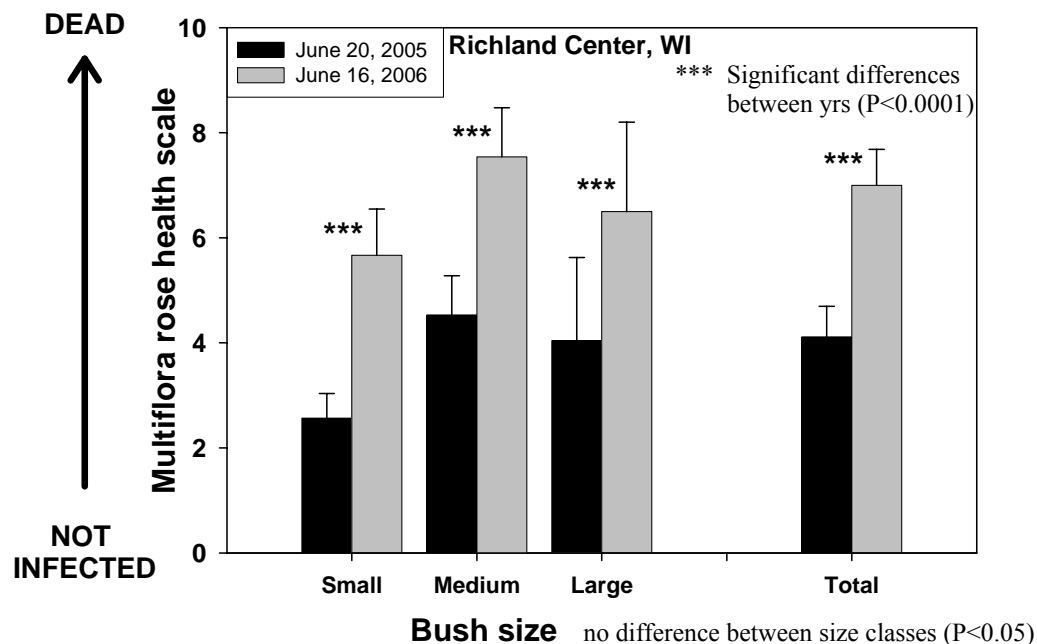 DEAD
NOT
INFECTED
Multiflora rose health scale
10
8
6
4
2
0
June 20, 2005
June 16, 2006
Richland Center, WI
*** Significant differences
between yrs (P<0.0001)
***
***
***
***
Small Medium Large Total
Bush size no difference between size classes (P<0.05)